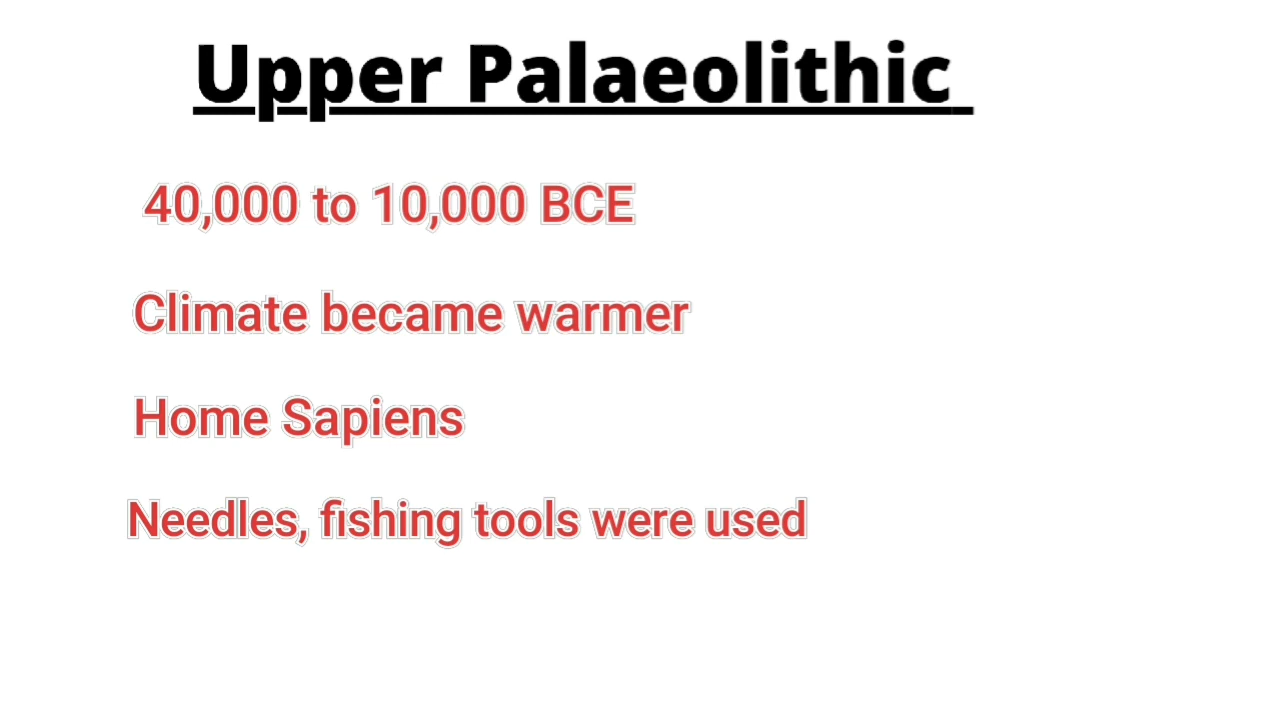 Upper Palaeolithic
40,000 to 10,000 BCE
Climate became warmer
Home Sapiens
Needles, fishing tools were used